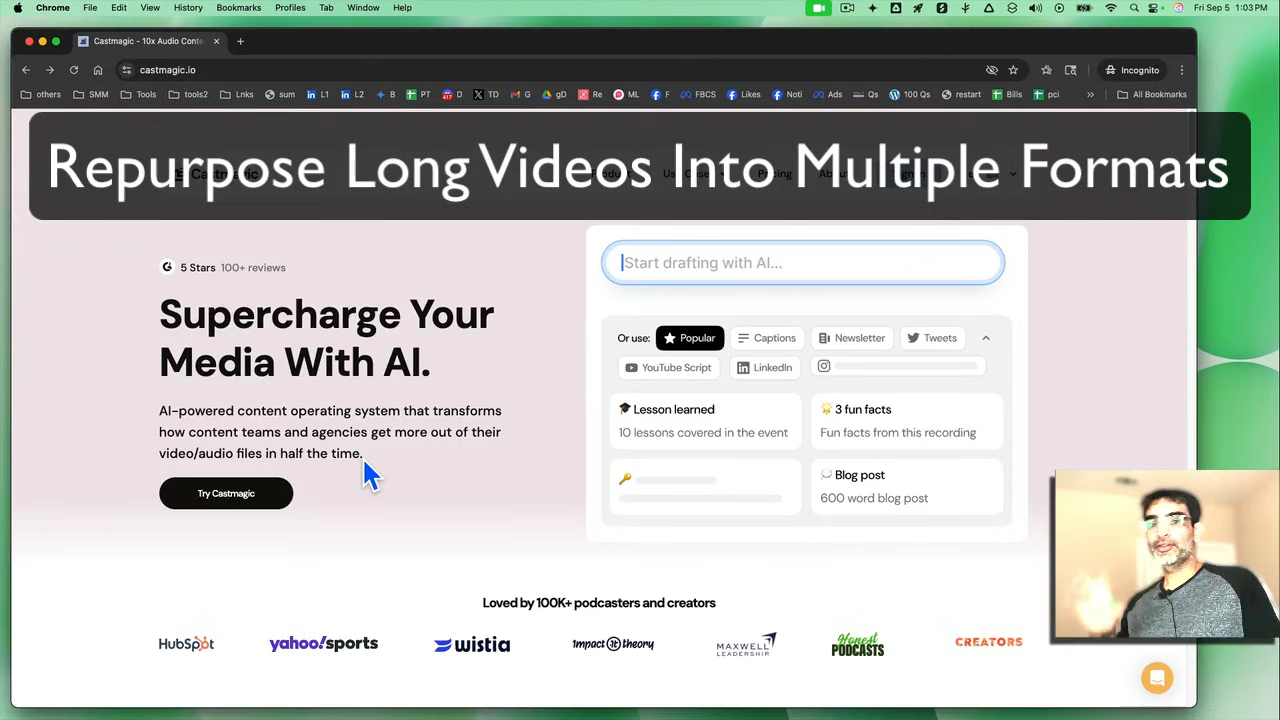 Chrome File Edit View History Bookmarks Profiles Tab Window Help Fri Sep 5 1:03 PM
Castmagic - 10x Audio Conte
castmagic.io Incognito
others SMM Tools tools2 Lnks sum L1 L2 B PT D TD G gD Re ML F FBCS Likes Noti Ads Qs 100 Qs restart Bills pci All Bookmarks
Repurpose Long Videos Into Multiple Formats
Castmagic Pricing
5 Stars 100+ reviews
Supercharge Your
Media With AI.
AI-powered content operating system that transforms
how content teams and agencies get more out of their
video/audio files in half the time.
Try Castmagic
Start drafting with AI...
Or use: Popular Captions Newsletter Tweets
YouTube Script LinkedIn
Lesson learned
10 lessons covered in the event
3 fun facts
Fun facts from this recording
Blog post
600 word blog post
Loved by 100K+ podcasters and creators
HubSpot yahoo!sports wistia impact theory MAXWELL LEADERSHIP Honest PODCASTS CREATORS